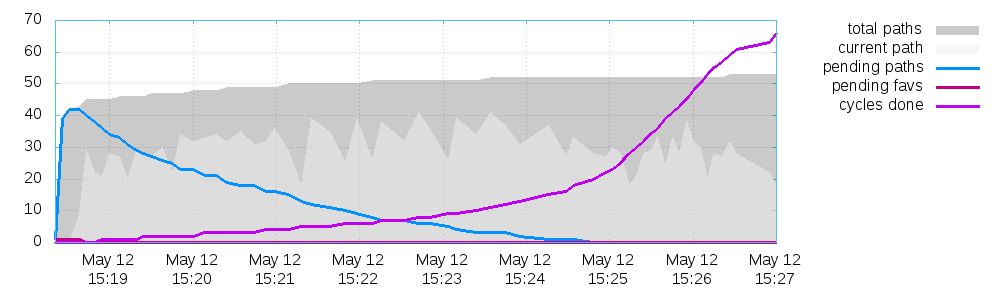 70
60
50
40
30
20
10
0
May 12 May 12 May 12 May 12 May 12 May 12 May 12 May 12 May 12
15:19 15:20 15:21 15:22 15:23 15:24 15:25 15:26 15:27
total paths
current path
pending paths
pending favs
cycles done